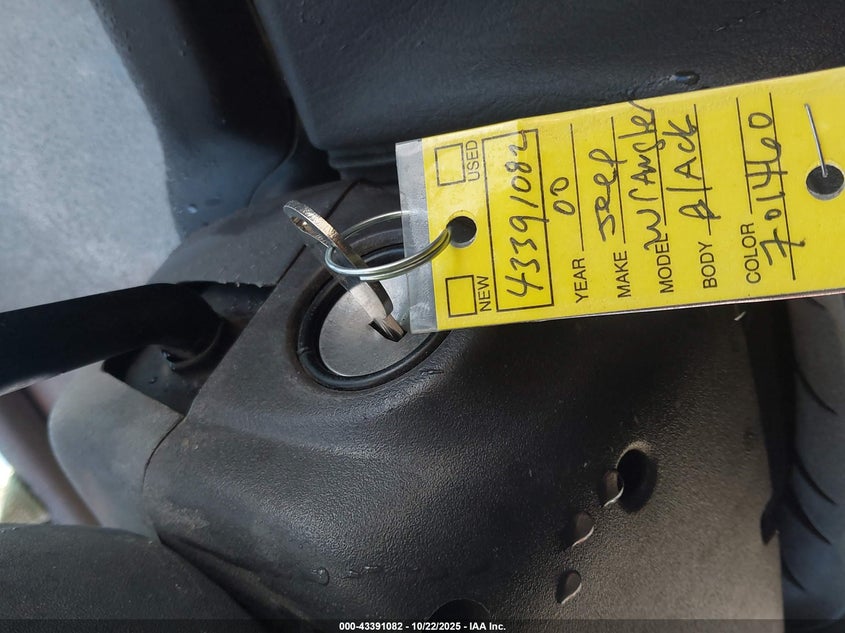 NEW USED
43391082
YEAR 00
MAKE Jeep
MODEL Wrangler
BODY BlAck
COLOR 701460
000-43391082 - 10/22/2025 - IAA Inc.